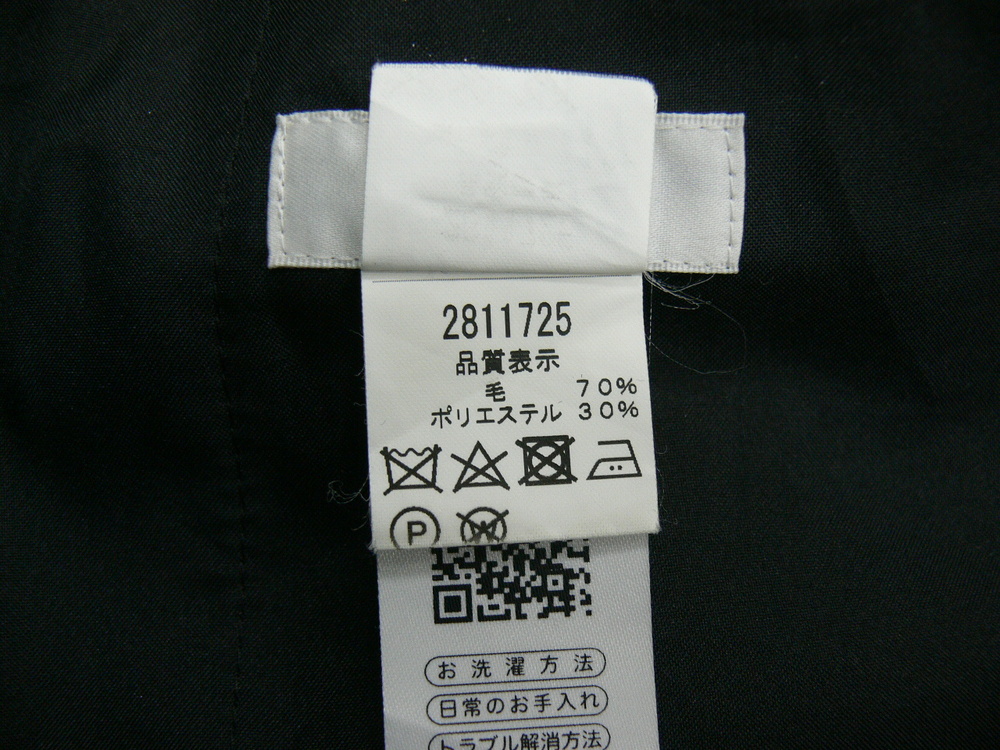 2811725
品質表示
毛 70%
ポリエステル 30%
P W
お洗濯方法
日常のお手入れ
トラブル解消方法